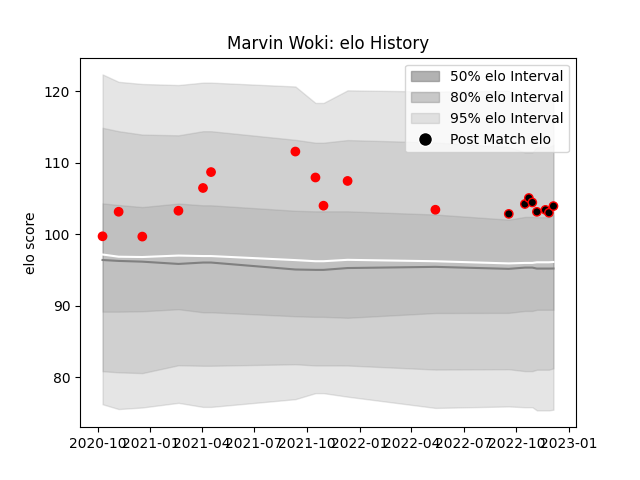 Marvin Woki: elo History
50% elo Interval
80% elo Interval
95% elo Interval
Post Match elo
elo score
120
110
100
90
80
2020-10 2021-01 2021-04 2021-07 2021-10 2022-01 2022-04 2022-07 2022-10 2023-01